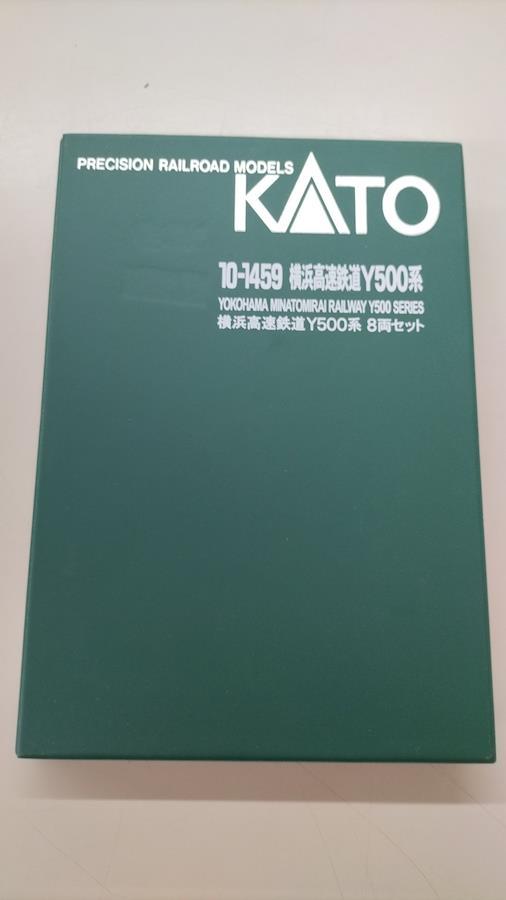 PRECISION RAILROAD MODELS
KATO
10-1459 横浜高速鉄道Y500系
YOKOHAMA MINATOMIRAI RAILWAY Y500 SERIES
横浜高速鉄道Y500系 8両セット